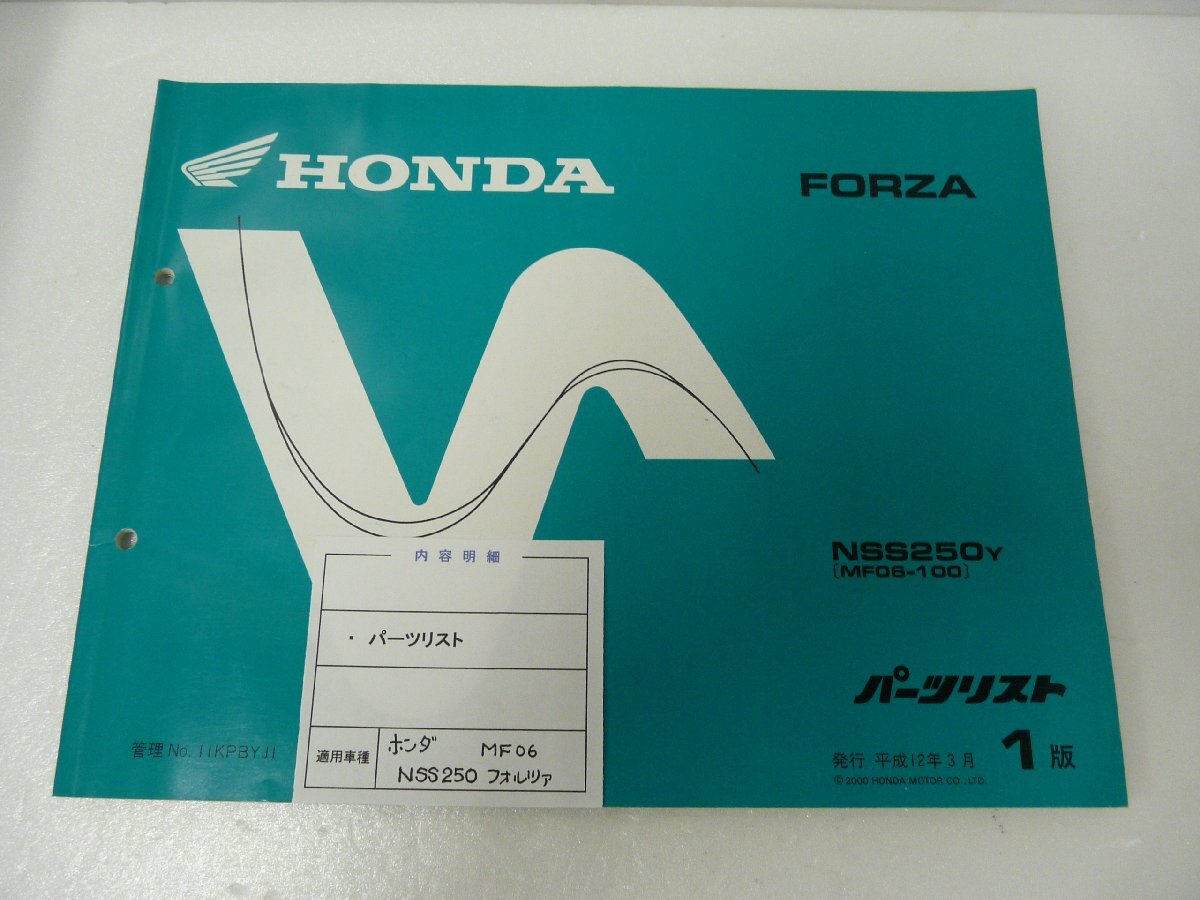 HONDA
FORZA
NSS250Y
[MF06-100]
パーツリスト
発行 平成12年3月 1版
© 2000 HONDA MOTOR CO., LTD.
管理 No. 11KPBYJ1
内容明細
・ パーツリスト
適用車種
ホンダ MF06
NSS250 フォルツァ